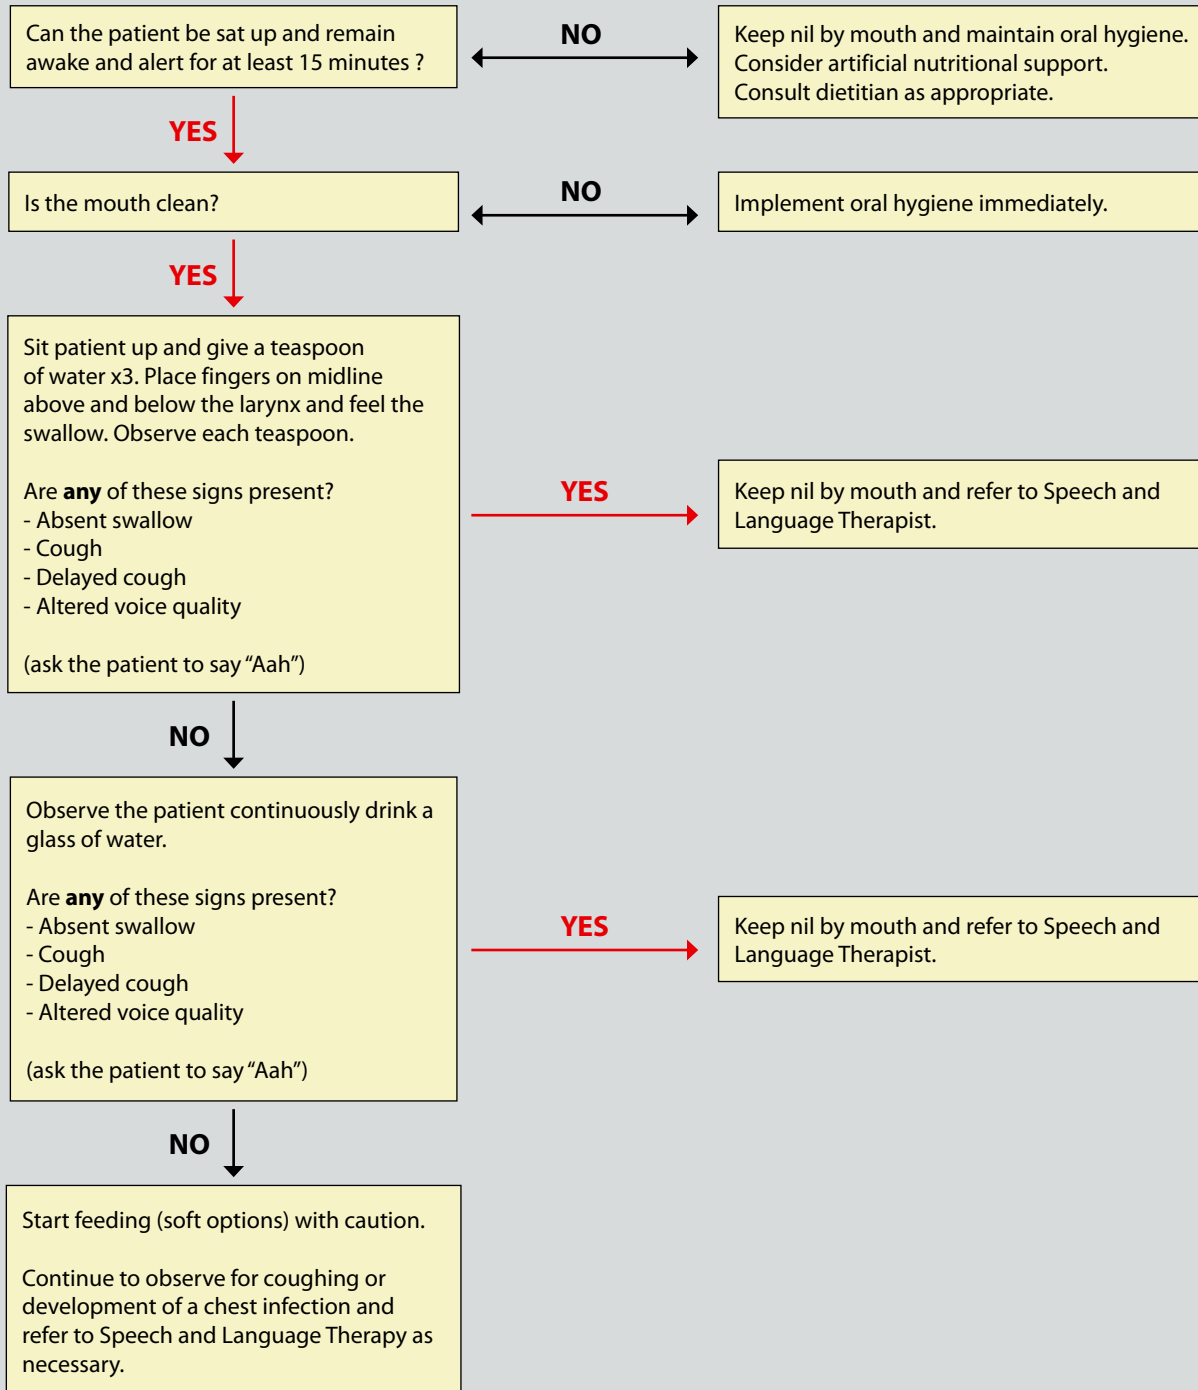 Can the patient be sat up and remain
awake and alert for at least 15 minutes ?
NO
Keep nil by mouth and maintain oral hygiene.
Consider artificial nutritional support.
Consult dietitian as appropriate.
YES
Is the mouth clean?
NO
Implement oral hygiene immediately.
YES
Sit patient up and give a teaspoon
of water x3. Place fingers on midline
above and below the larynx and feel the
swallow. Observe each teaspoon.
Are any of these signs present?
- Absent swallow
- Cough
- Delayed cough
- Altered voice quality
(ask the patient to say “Aah”)
YES
Keep nil by mouth and refer to Speech and
Language Therapist.
NO
Observe the patient continuously drink a
glass of water.
Are any of these signs present?
- Absent swallow
- Cough
- Delayed cough
- Altered voice quality
(ask the patient to say “Aah”)
YES
Keep nil by mouth and refer to Speech and
Language Therapist.
NO
Start feeding (soft options) with caution.
Continue to observe for coughing or
development of a chest infection and
refer to Speech and Language Therapy as
necessary.